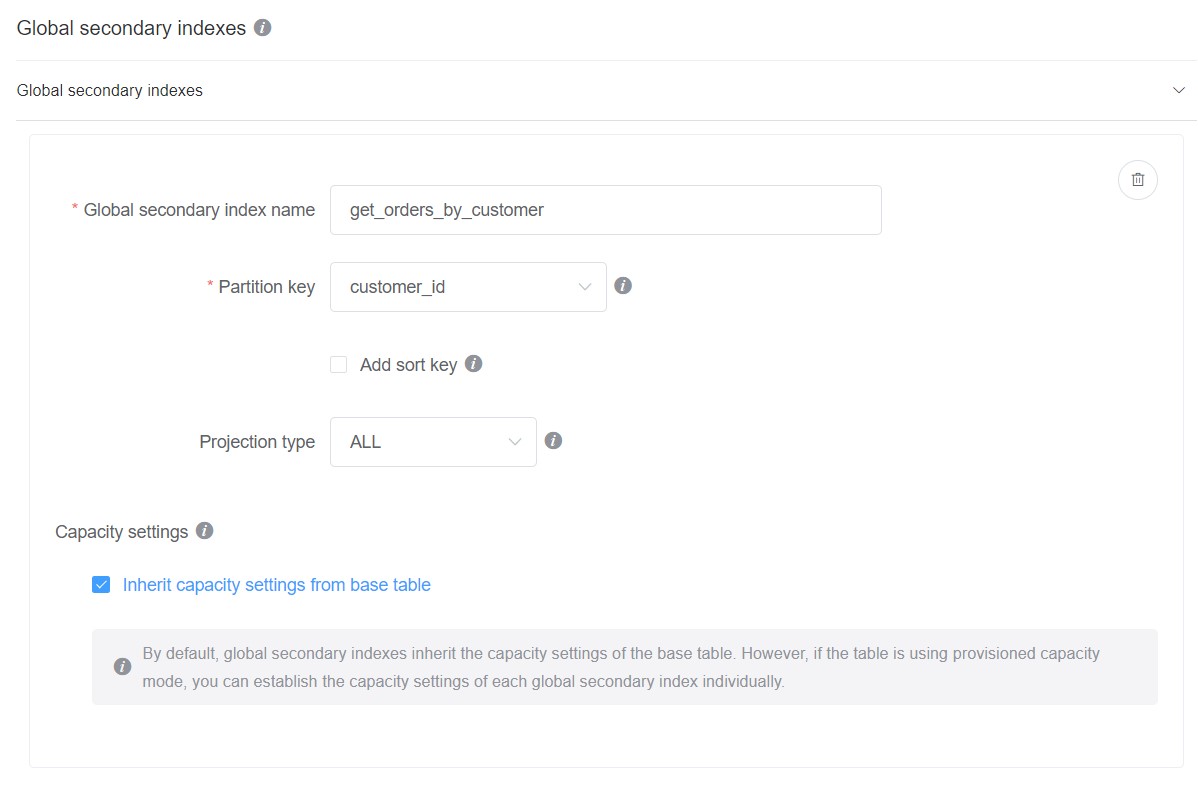 Global secondary indexes
Global secondary indexes
* Global secondary index name get_orders_by_customer
* Partition key customer_id
Add sort key
Projection type ALL
Capacity settings
Inherit capacity settings from base table
By default, global secondary indexes inherit the capacity settings of the base table. However, if the table is using provisioned capacity
mode, you can establish the capacity settings of each global secondary index individually.